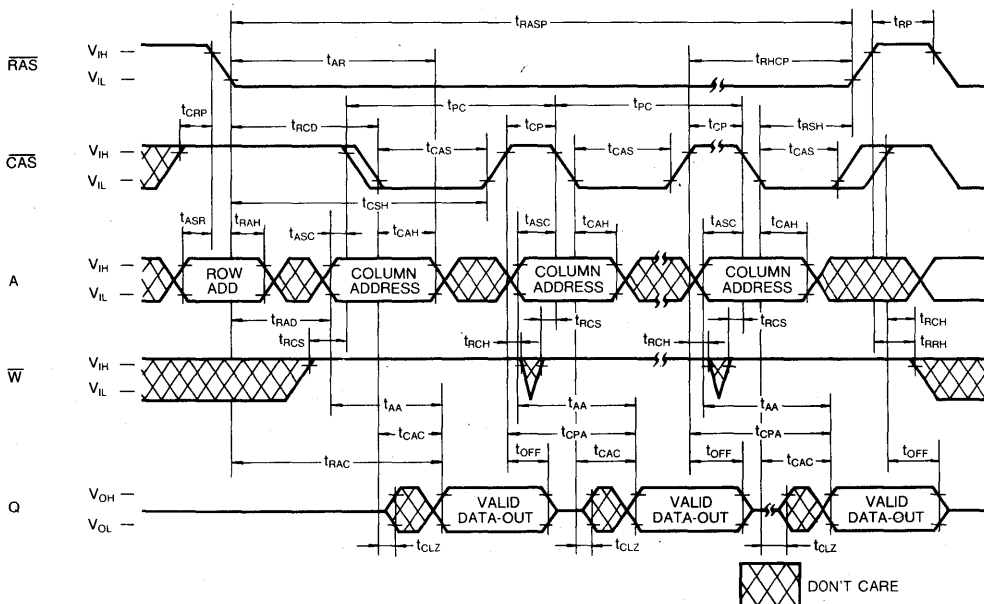 tRASP tRP
RAS VIH VIL tAR tRHCP
tCRP tRCD tPC tCP tPC tCP tRSH
CAS VIH VIL tCAS tCAS tCAS
tCSH
tASR tRAH tASC tCAH tASC tCAH tASC tCAH
A VIH VIL ROW ADD COLUMN ADDRESS COLUMN ADDRESS COLUMN ADDRESS
tRAD tRCS tRCS tRCS tRCH
tRCH tRCH tRRH
W VIH VIL
tAA tAA tAA
tCAC tCPA tCPA
tRAC tOFF tCAC tOFF tCAC tOFF
Q VOH VOL VALID DATA-OUT VALID DATA-OUT VALID DATA-OUT
tCLZ tCLZ tCLZ
DON'T CARE